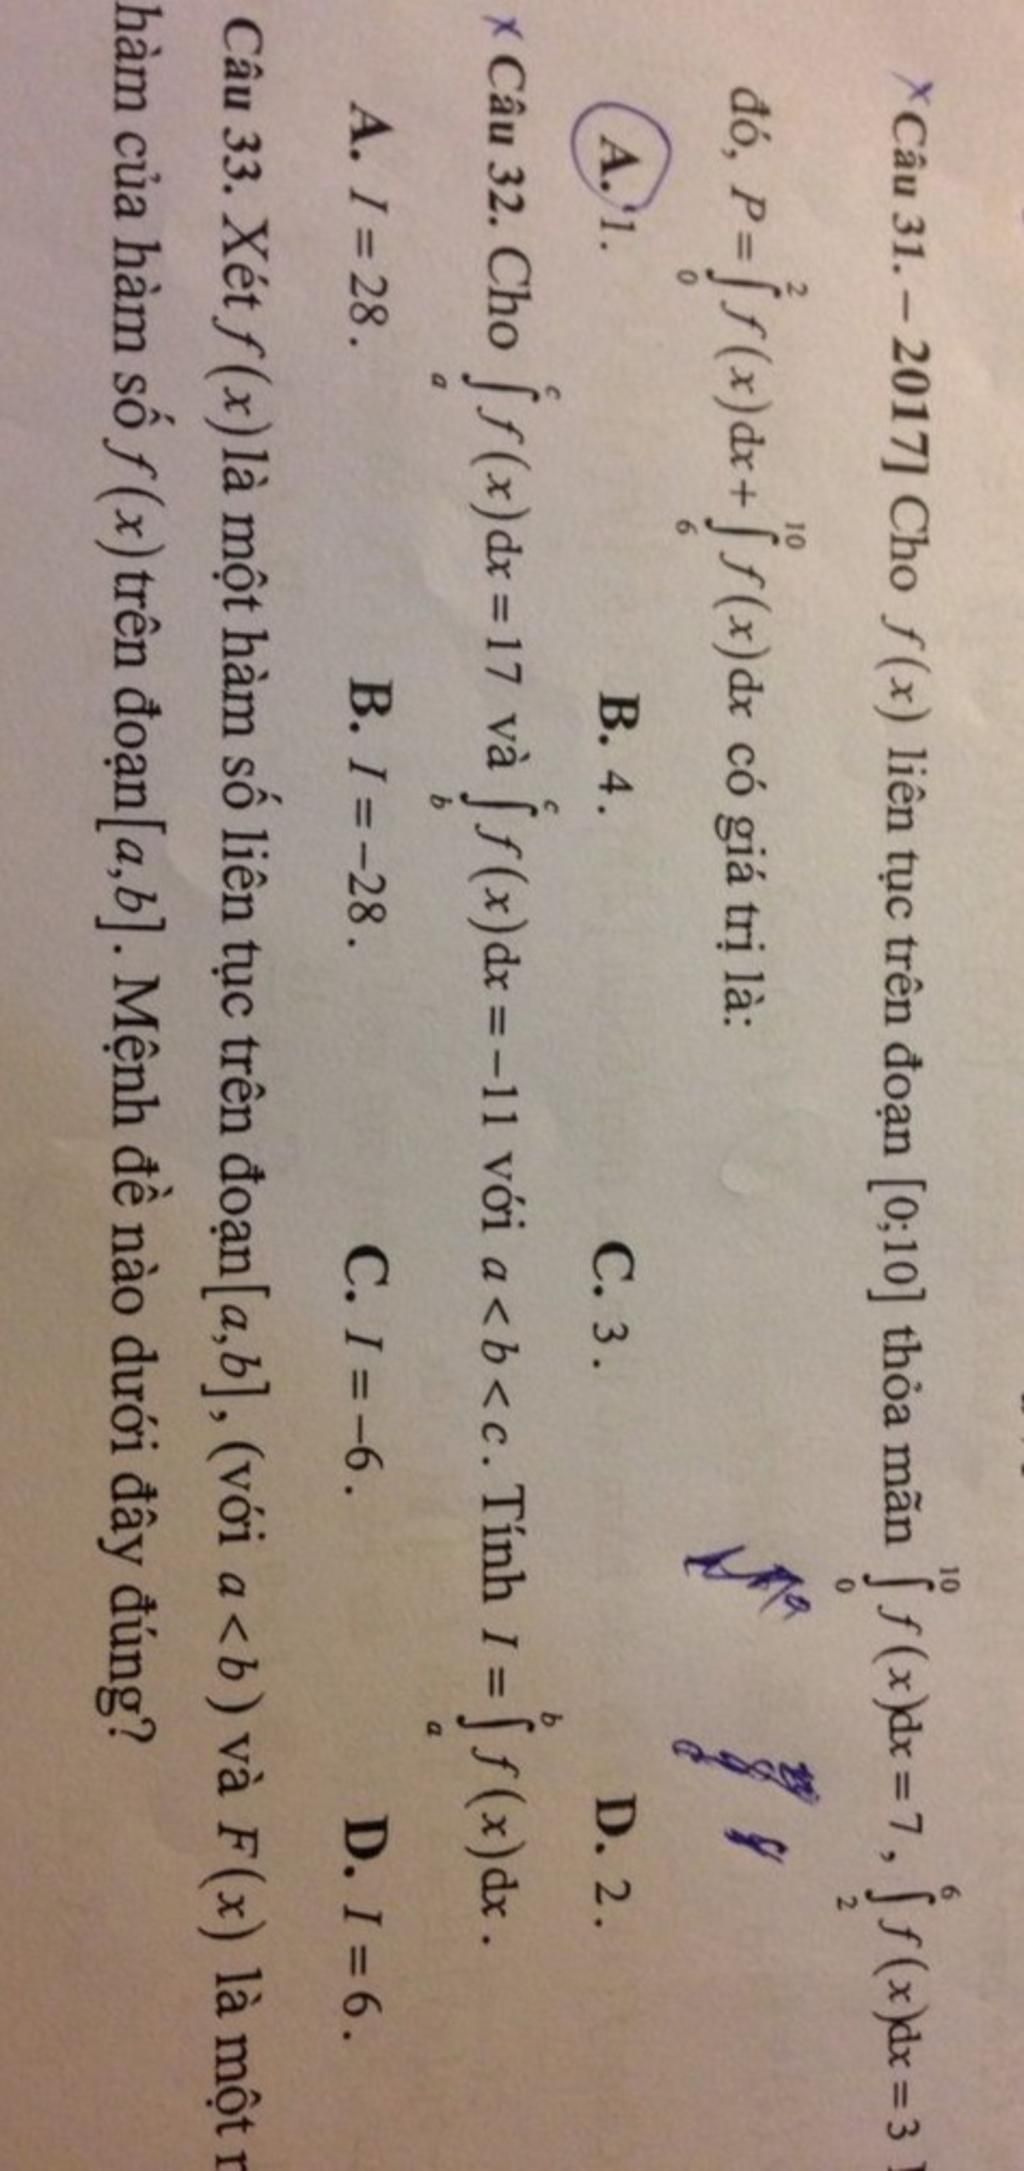 ×Câu 31. – 2017] Cho f(x) liên tục trên đoạn [0;10] thỏa mãn ∫₀¹⁰ f(x)dx = 7, ∫₂⁶ f(x)dx = 3
đó, P = ∫₀² f(x)dx + ∫₆¹⁰ f(x)dx có giá trị là:
A. 1. B. 4. C. 3. D. 2.
× Câu 32. Cho ∫ₐᶜ f(x)dx = 17 và ∫_b^c f(x)dx = −11 với a < b < c. Tính I = ∫ₐᵇ f(x)dx.
A. I = 28. B. I = −28. C. I = −6. D. I = 6.
Câu 33. Xét f(x) là một hàm số liên tục trên đoạn[a,b], (với a < b) và F(x) là một
hàm của hàm số f(x) trên đoạn[a,b]. Mệnh đề nào dưới đây đúng?